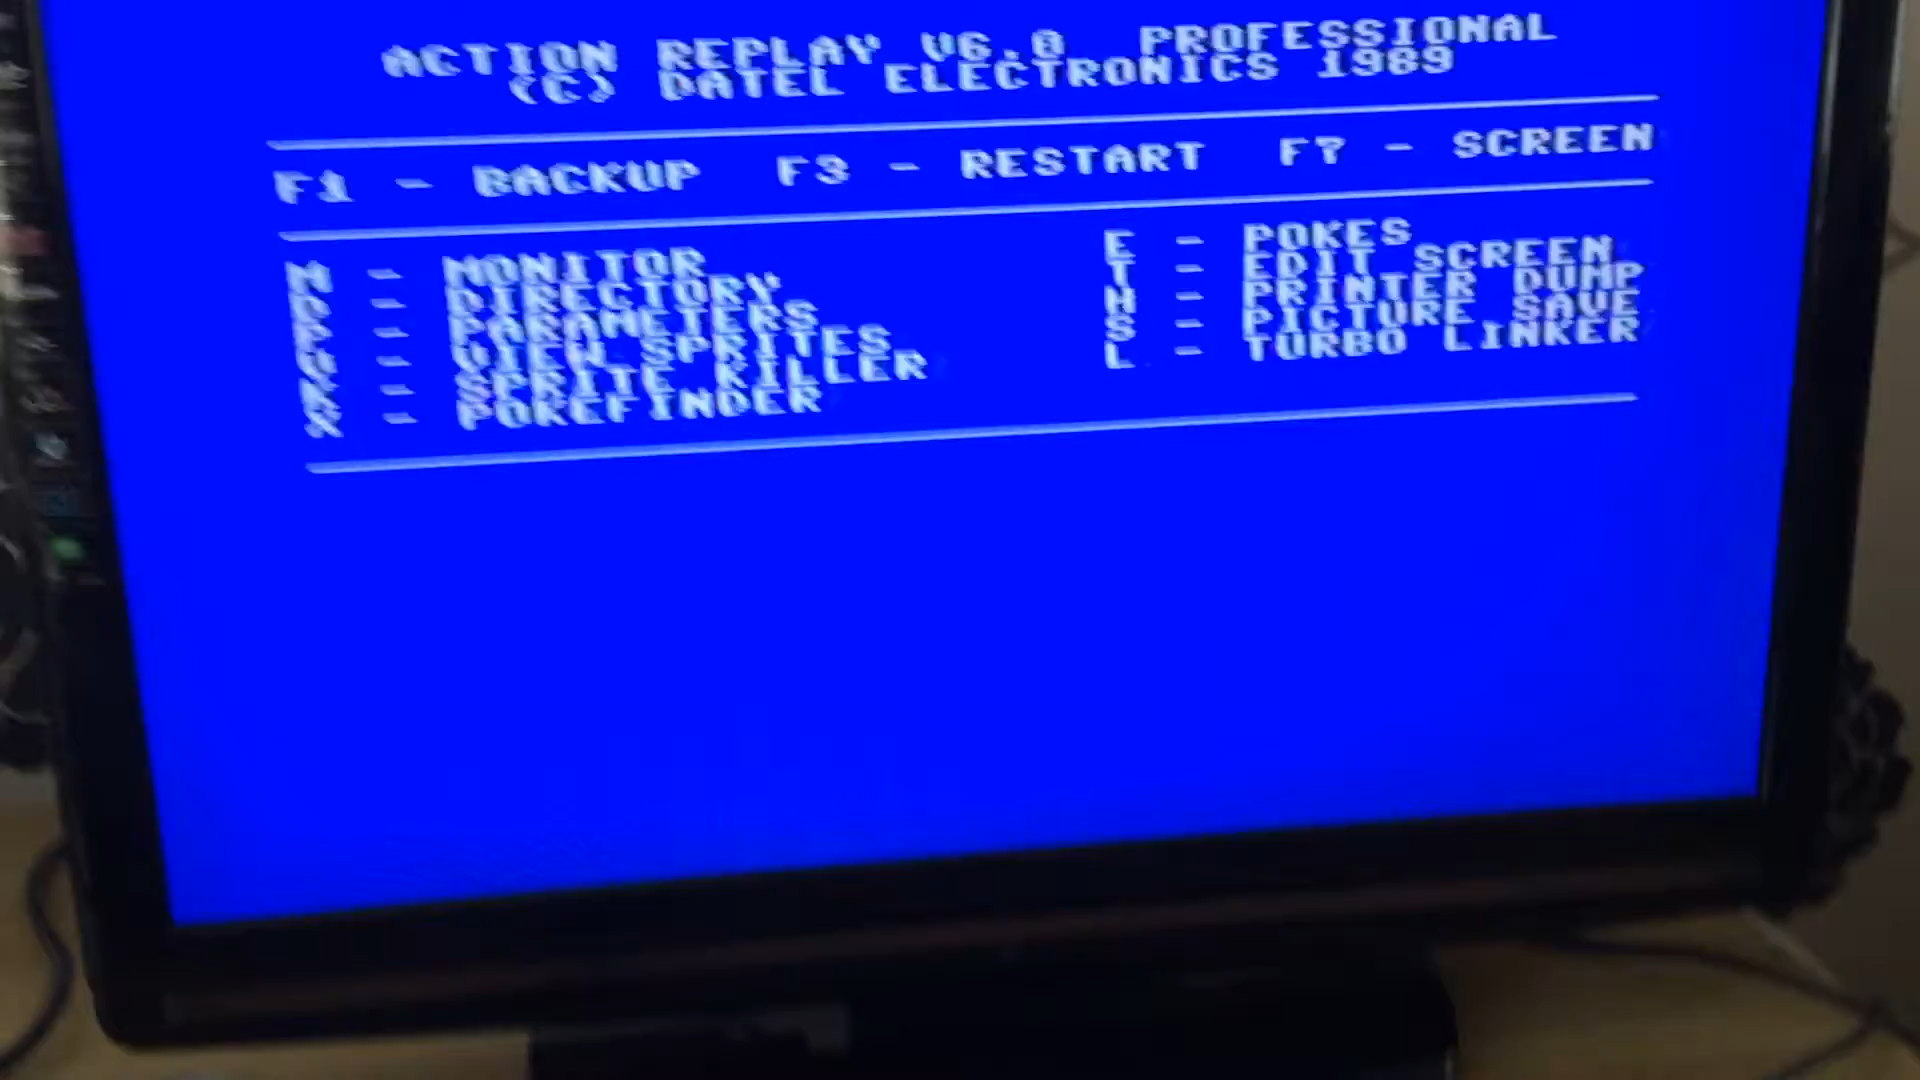 ACTION REPLAY V6.0 PROFESSIONAL
(C) DATEL ELECTRONICS 1989
F1 - BACKUP F3 - RESTART F7 - SCREEN
M - MONITOR
D - DIRECTORY
P - PARAMETERS
V - VIEW SPRITES
K - SPRITE KILLER
X - POKEFINDER
E - POKES
T - EDIT SCREEN
H - PRINTER DUMP
S - PICTURE SAVE
L - TURBO LINKER